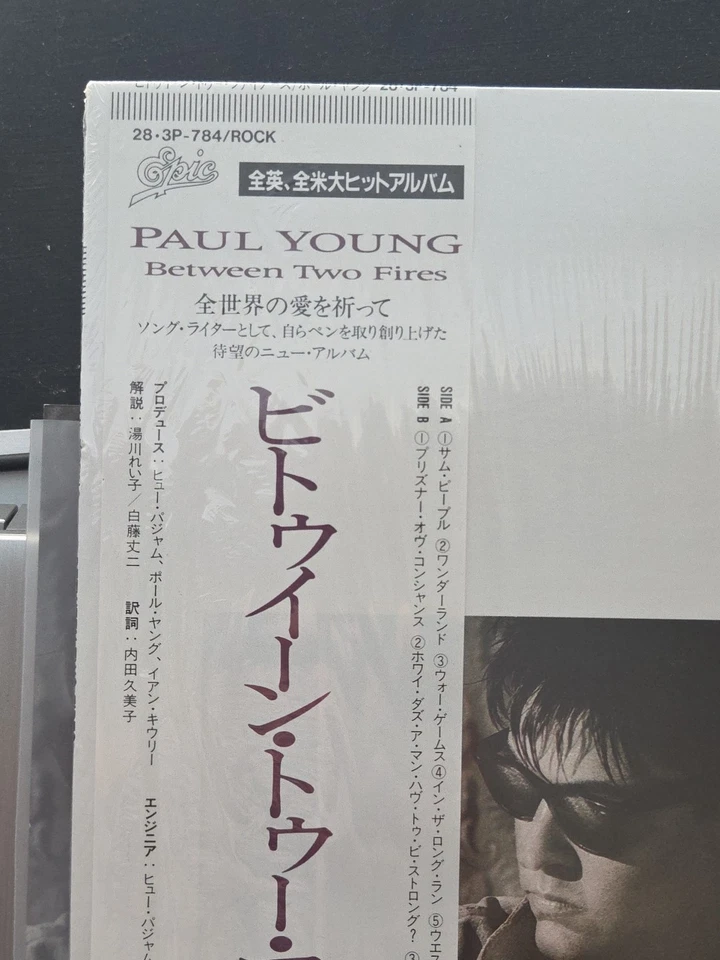 28・3P-784/ROCK
Epic
全英、全米大ヒットアルバム
PAUL YOUNG
Between Two Fires
全世界の愛を祈って
ソング・ライターとして、自らペンを取り創り上げた
待望のニュー・アルバム
SIDE A ①サム・ピープル ②ワンダーランド ③ウォー・ゲームス ④イン・ザ・ロング・ラン ⑤ウエス
SIDE B ①プリズナー・オヴ・コンシャンス ②ホワイ・ダズ・ア・マン・ハヴ・トゥ・ビ・ストロング? ③
ビトゥイーン・トゥー・
プロデュース：ヒュー・パジャム、ポール・ヤング、イアン・キウリー エンジニア：ヒュー・パジャム
解説：湯川れい子／白藤丈二 訳詞：内田久美子